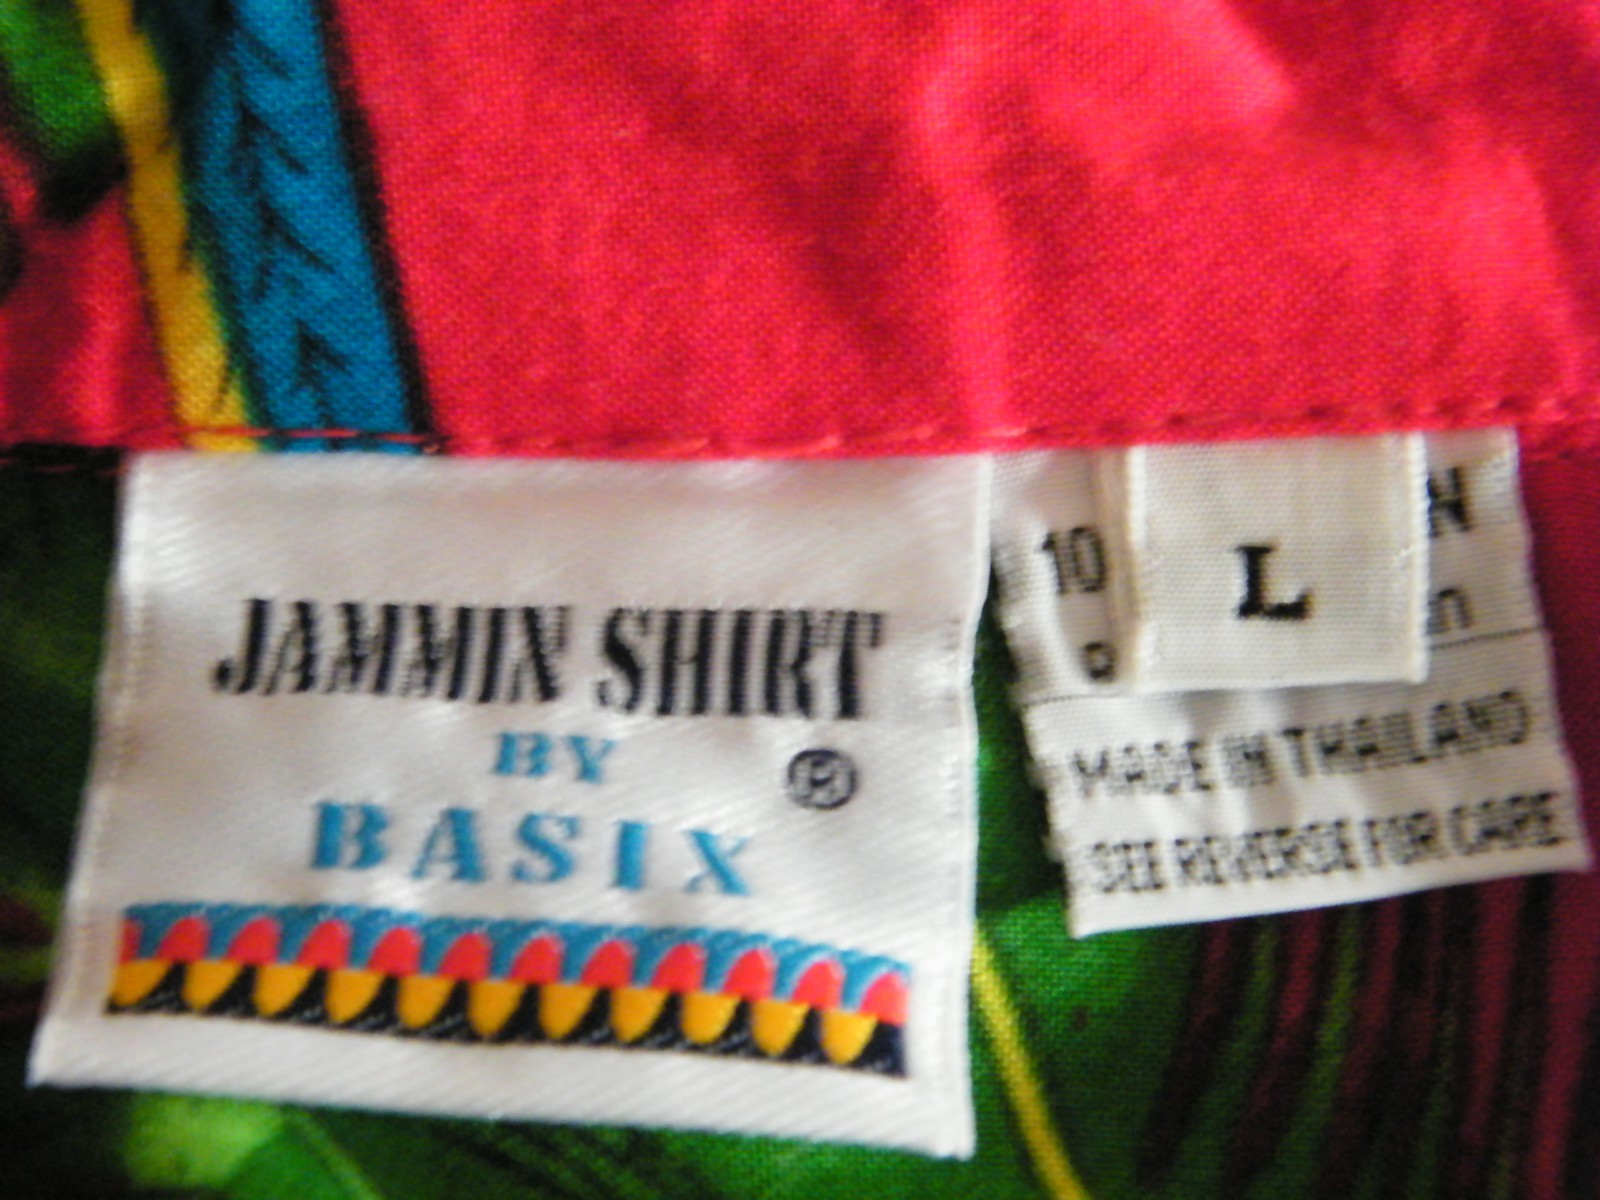 JAMMIN SHIRT
BY
BASIX
®
L
10
N
n
MADE IN THAILAND
SEE REVERSE FOR CARE